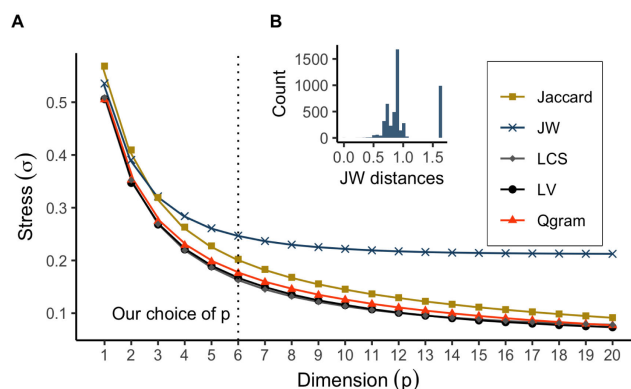 A
B
Stress (σ)
0.5
0.4
0.3
0.2
0.1
Our choice of p
1 2 3 4 5 6 7 8 9 10 11 12 13 14 15 16 17 18 19 20
Dimension (p)
Count
1500
1000
500
0
0.0 0.5 1.0 1.5
JW distances
Jaccard
JW
LCS
LV
Qgram